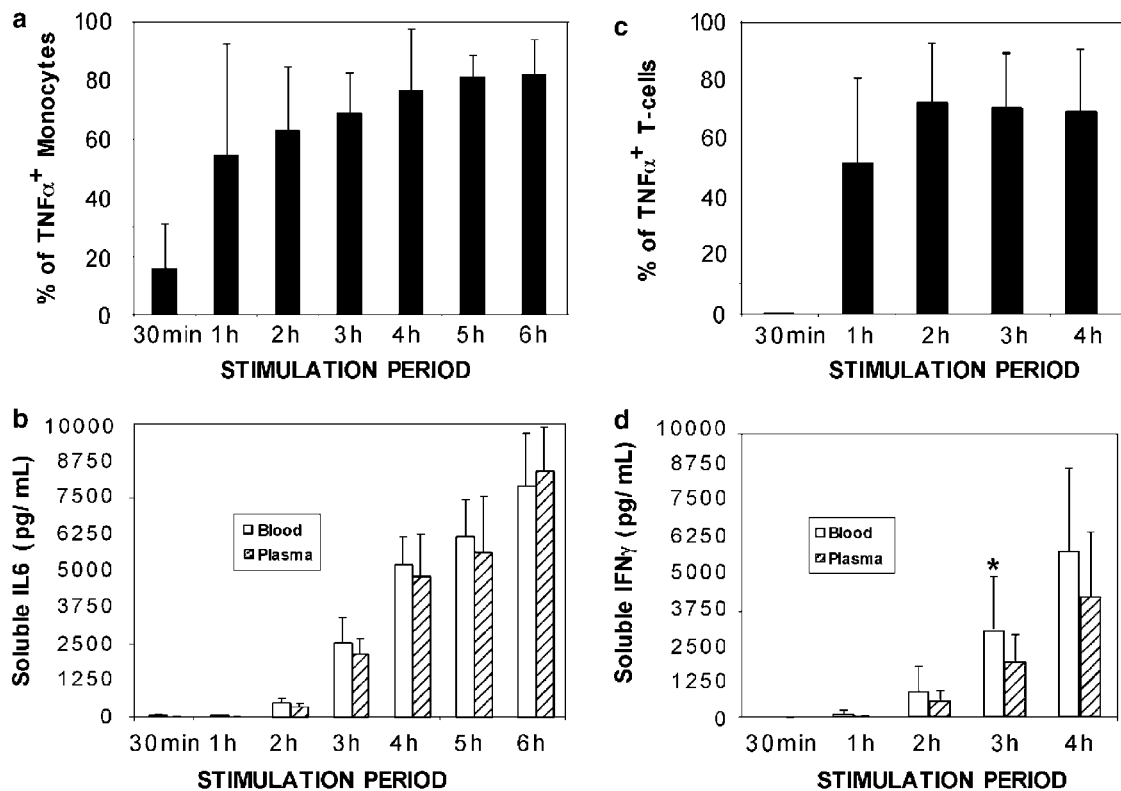 a
% of TNFα+ Monocytes
100
80
60
40
20
0
30min 1h 2h 3h 4h 5h 6h
STIMULATION PERIOD
c
% of TNFα+ T-cells
100
80
60
40
20
0
30min 1h 2h 3h 4h
STIMULATION PERIOD
b
Soluble IL6 (pg/ mL)
10000
8750
7500
6250
5000
3750
2500
1250
0
Blood
Plasma
30min 1h 2h 3h 4h 5h 6h
STIMULATION PERIOD
d
Soluble IFNγ (pg/ mL)
10000
8750
7500
6250
5000
3750
2500
1250
0
Blood
Plasma
*
30min 1h 2h 3h 4h
STIMULATION PERIOD